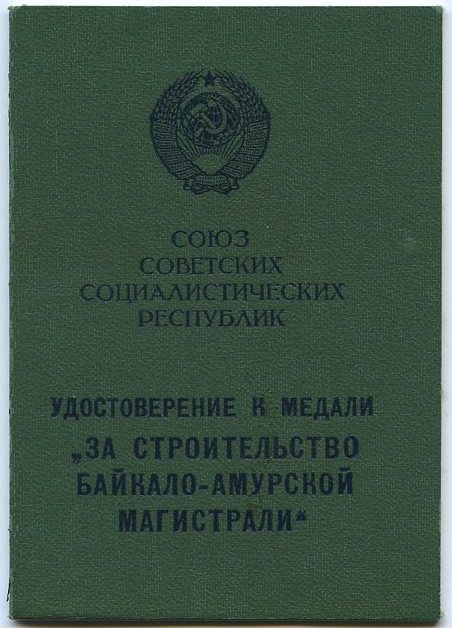 СОЮЗ
СОВЕТСКИХ
СОЦИАЛИСТИЧЕСКИХ
РЕСПУБЛИК
УДОСТОВЕРЕНИЕ К МЕДАЛИ
„ЗА СТРОИТЕЛЬСТВО
БАЙКАЛО-АМУРСКОЙ
МАГИСТРАЛИ“